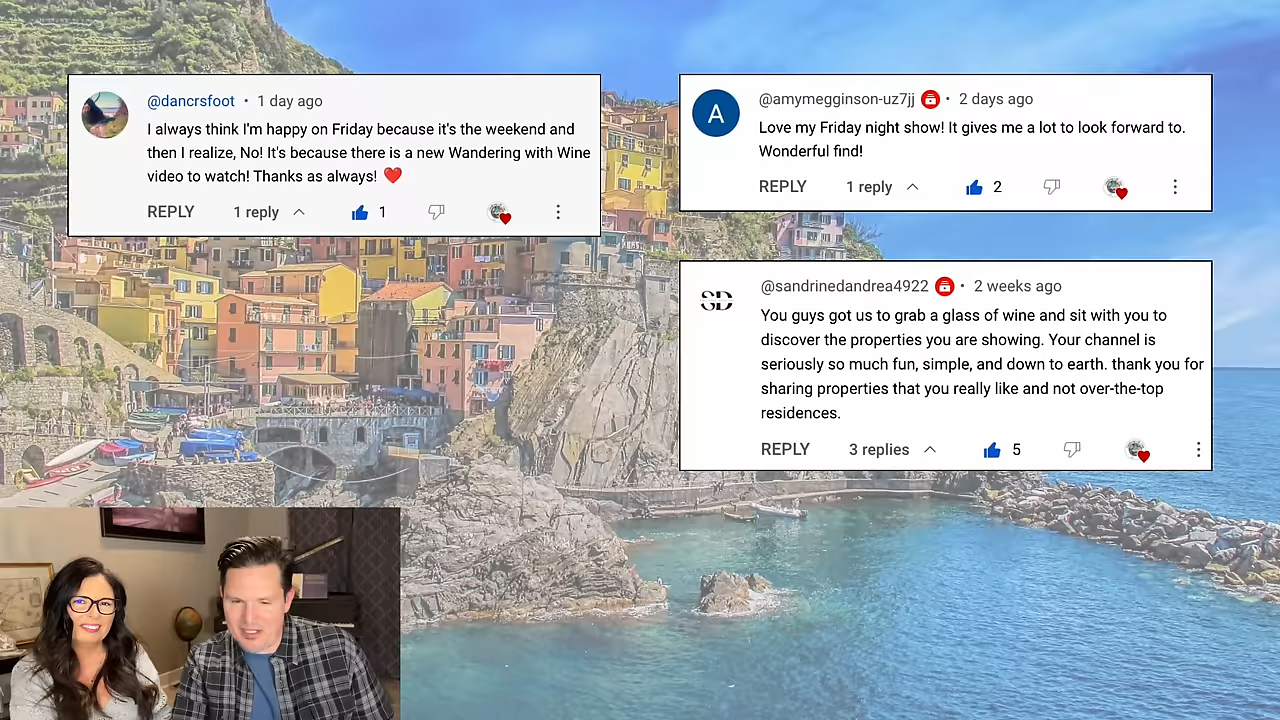 @dancrsfoot • 1 day ago
I always think I'm happy on Friday because it's the weekend and
then I realize, No! It's because there is a new Wandering with Wine
video to watch! Thanks as always! ❤️
REPLY 1 reply 1
A
@amymegginson-uz7jj • 2 days ago
Love my Friday night show! It gives me a lot to look forward to.
Wonderful find!
REPLY 1 reply 2
SD
@sandrinedandrea4922 • 2 weeks ago
You guys got us to grab a glass of wine and sit with you to
discover the properties you are showing. Your channel is
seriously so much fun, simple, and down to earth. thank you for
sharing properties that you really like and not over-the-top
residences.
REPLY 3 replies 5